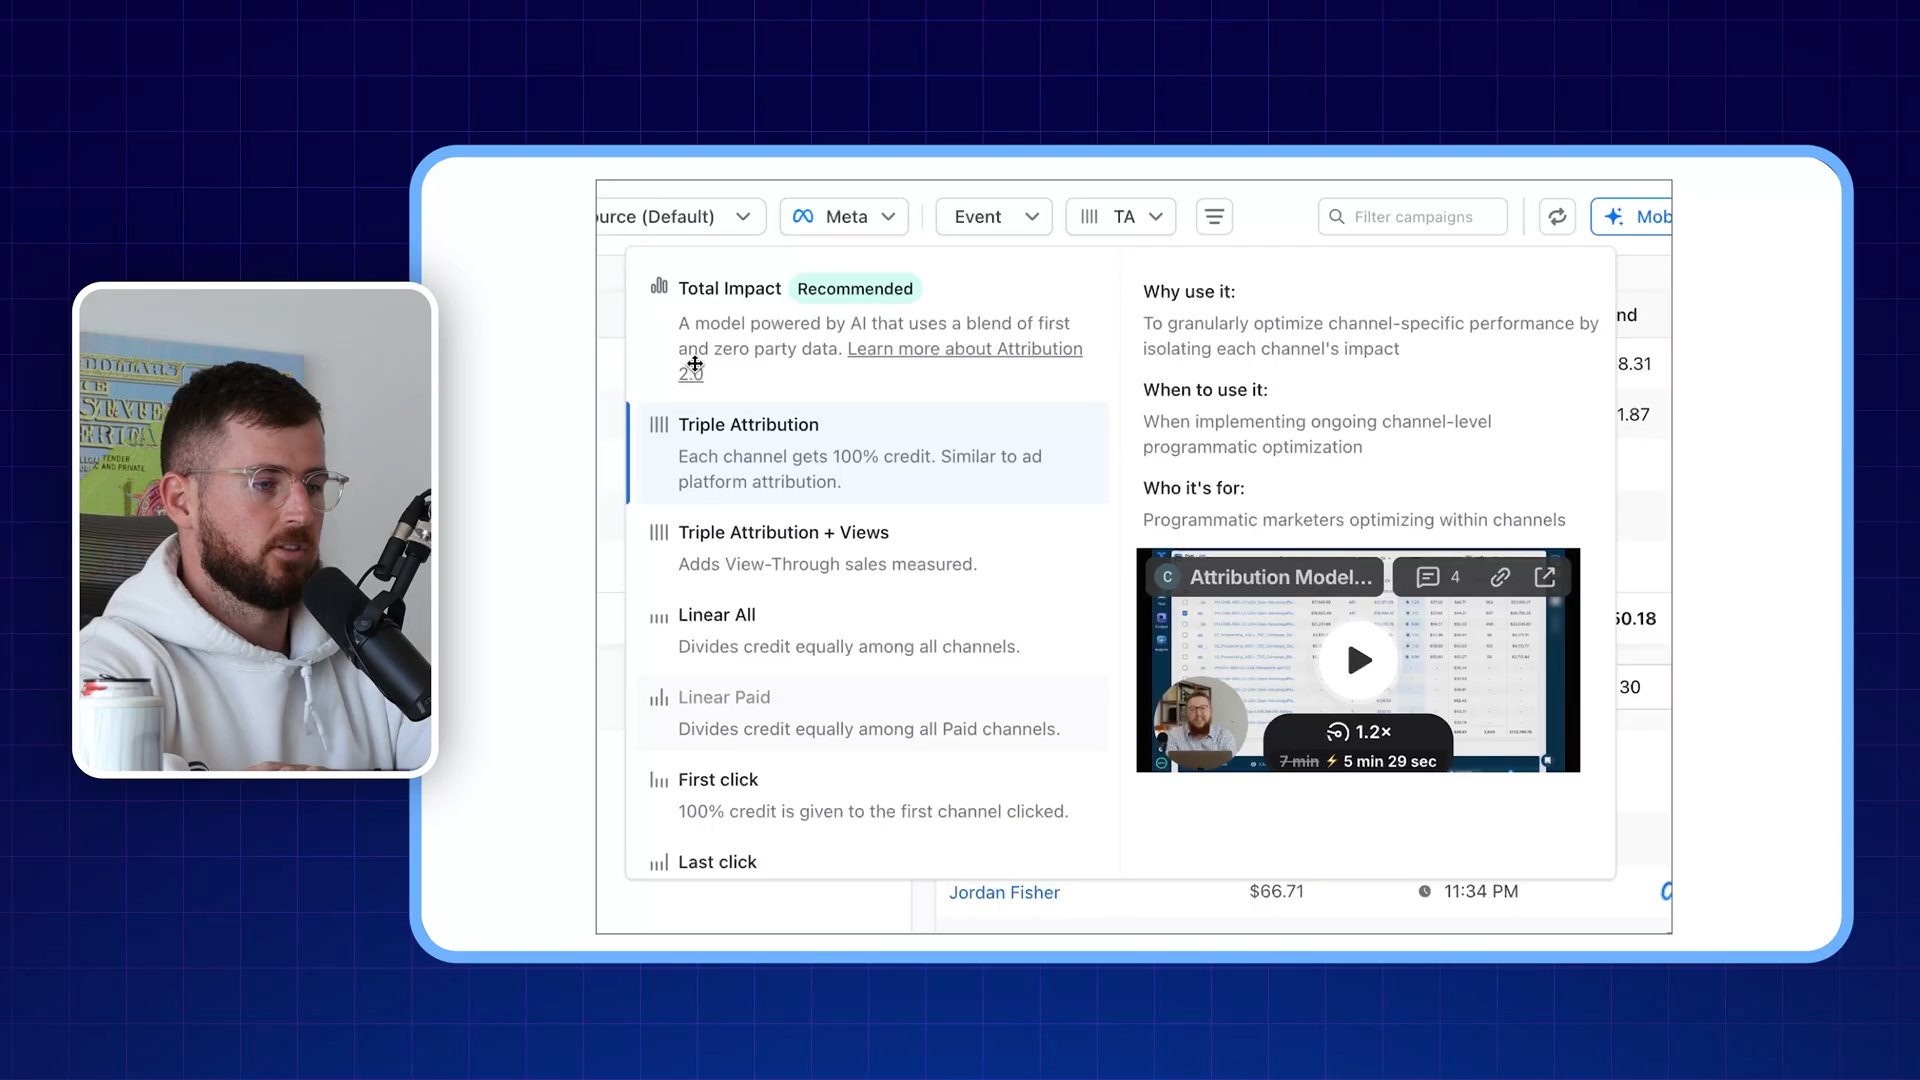 urce (Default)
Meta
Event
TA
Filter campaigns
Mob
Total Impact
Recommended
A model powered by AI that uses a blend of first
and zero party data. Learn more about Attribution
2.0
Triple Attribution
Each channel gets 100% credit. Similar to ad
platform attribution.
Triple Attribution + Views
Adds View-Through sales measured.
Linear All
Divides credit equally among all channels.
Linear Paid
Divides credit equally among all Paid channels.
First click
100% credit is given to the first channel clicked.
Last click
Why use it:
To granularly optimize channel-specific performance by
isolating each channel's impact
When to use it:
When implementing ongoing channel-level
programmatic optimization
Who it's for:
Programmatic marketers optimizing within channels
C
Attribution Model...
4
1.2×
7 min ⚡ 5 min 29 sec
nd
8.31
1.87
50.18
30
Jordan Fisher
$66.71
11:34 PM
DOLLARS
STATE
ERICA
LEGAL TENDER
IC AND PRIVATE